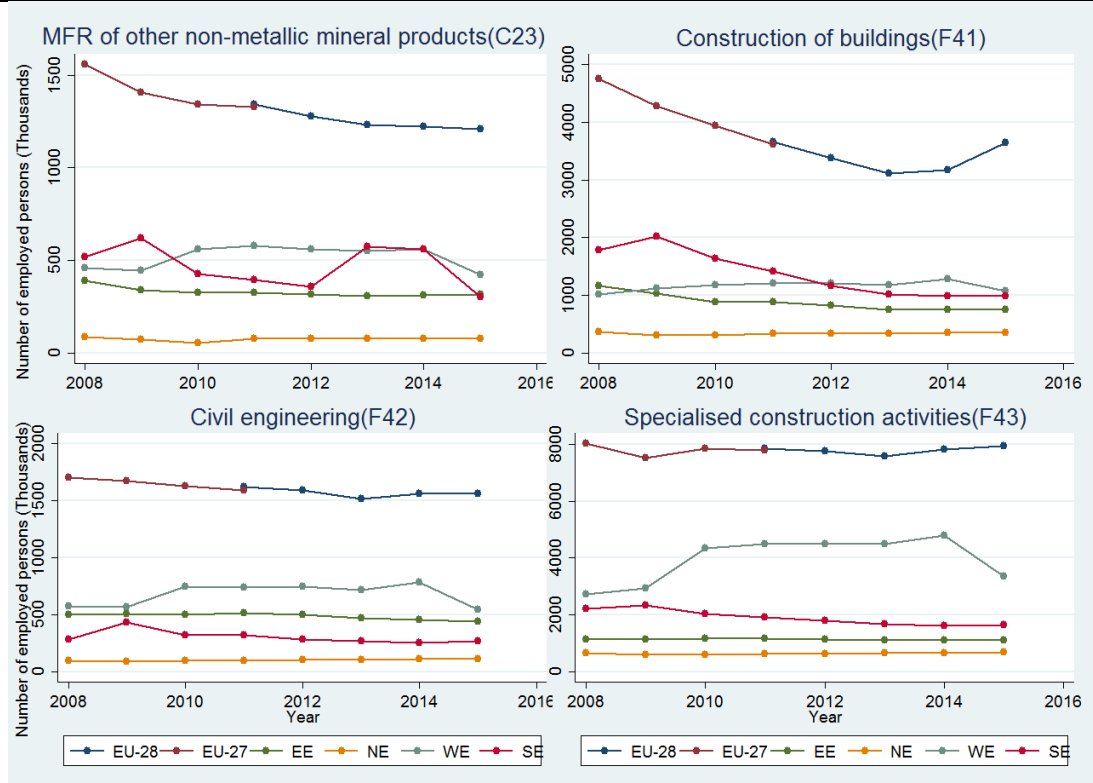 MFR of other non-metallic mineral products(C23)
Number of employed persons (Thousands)
1500
500
0
2008 2010 2012 2014 2016
Construction of buildings(F41)
5000
4000
3000
2000
1000
0
2008 2010 2012 2014 2016
Civil engineering(F42)
Number of employed persons (Thousands)
2000
1500
1000
500
0
2008 2010 2012 2014 2016
Year
Specialised construction activities(F43)
8000
6000
4000
2000
0
2008 2010 2012 2014 2016
Year
EU-28 EU-27 EE NE WE SE
EU-28 EU-27 EE NE WE SE